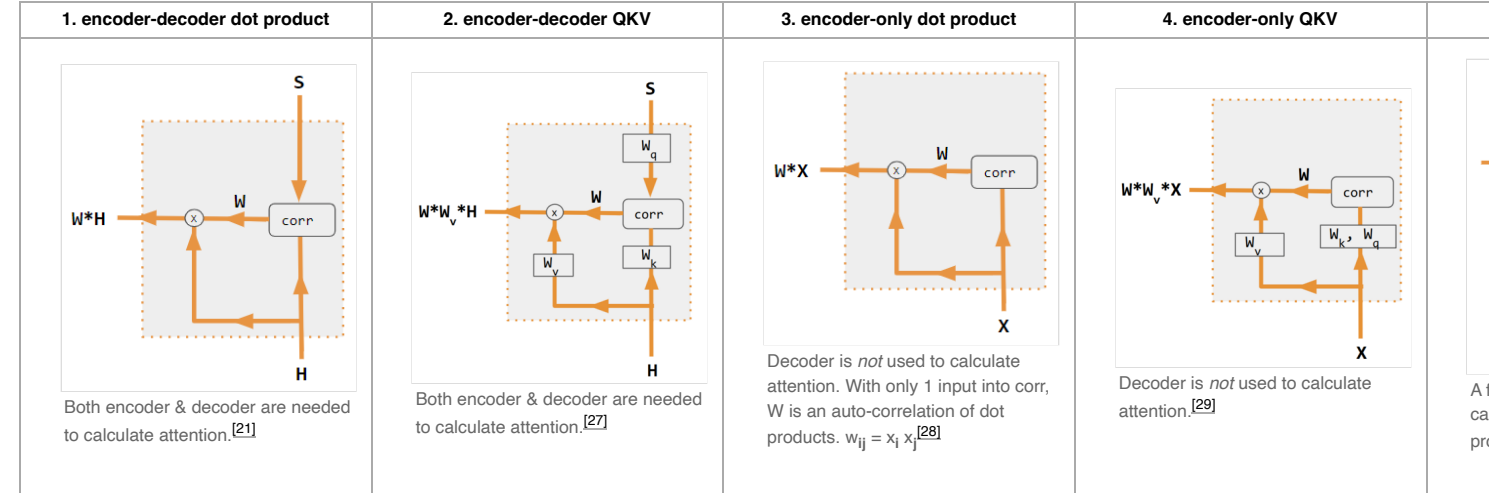 1. encoder-decoder dot product
2. encoder-decoder QKV
3. encoder-only dot product
4. encoder-only QKV
S
W
corr
x
W*H
H
Both encoder & decoder are needed
to calculate attention.[21]
S
Wq
W
corr
x
W*Wv*H
Wv
Wk
H
Both encoder & decoder are needed
to calculate attention.[27]
W
corr
x
W*X
X
Decoder is not used to calculate
attention. With only 1 input into corr,
W is an auto-correlation of dot
products. wij = xi xj[28]
W
corr
x
W*Wv*X
Wv
Wk, Wq
X
Decoder is not used to calculate
attention.[29]
A
ca
pro